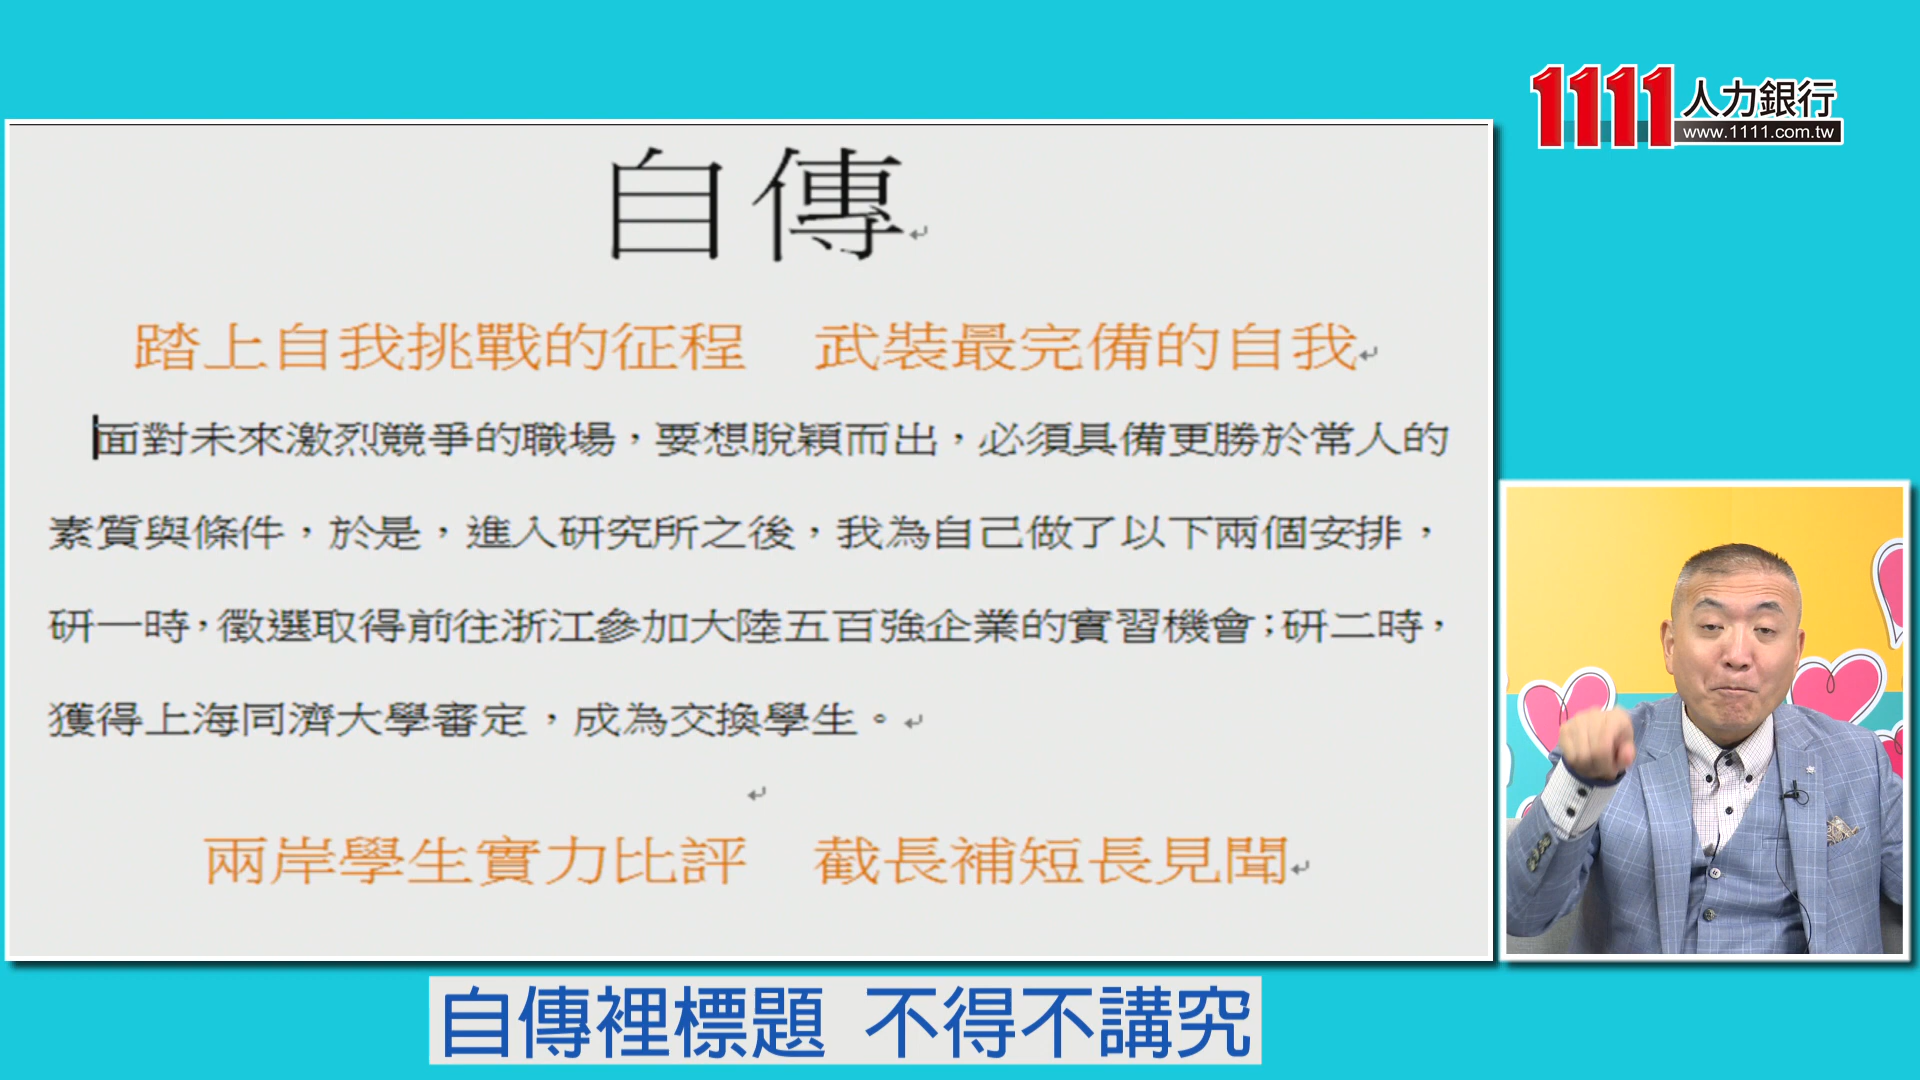 1111人力銀行
www.1111.com.tw
自傳
踏上自我挑戰的征程　武裝最完備的自我
面對未來激烈競爭的職場，要想脫穎而出，必須具備更勝於常人的
素質與條件，於是，進入研究所之後，我為自己做了以下兩個安排，
研一時，徵選取得前往浙江參加大陸五百強企業的實習機會；研二時，
獲得上海同濟大學審定，成為交換學生。
兩岸學生實力比評　截長補短長見聞
自傳裡標題 不得不講究